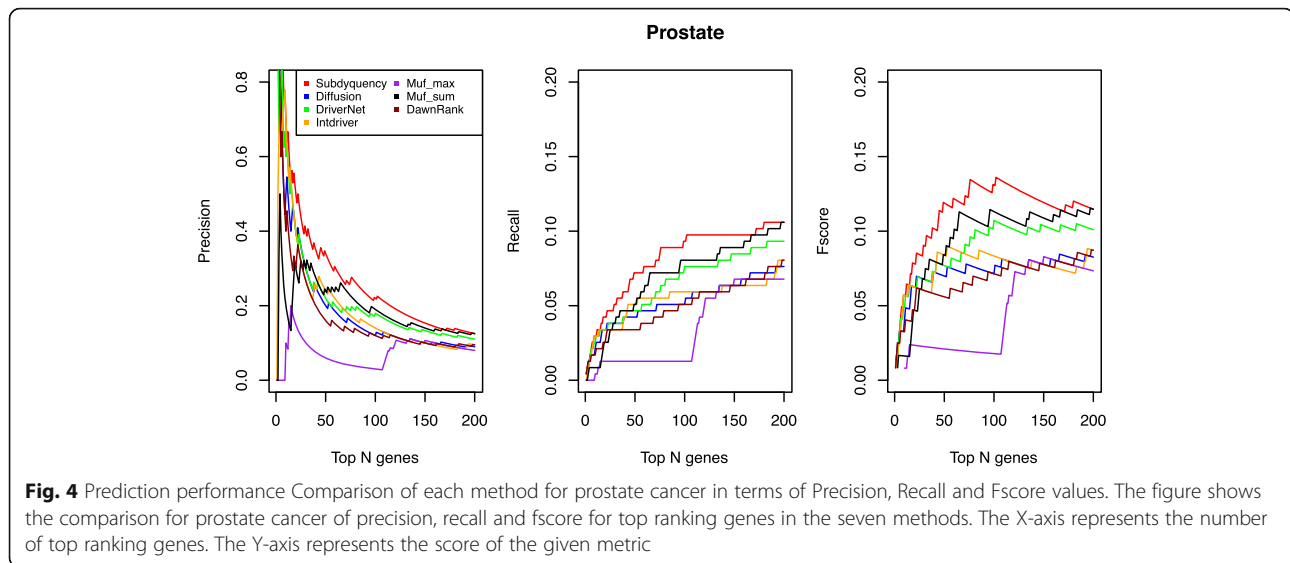 Prostate
Precision
0.0
0.2
0.4
0.6
0.8
Subdyquency
Diffusion
DriverNet
Intdriver
Muf_max
Muf_sum
DawnRank
0 50 100 150 200
Top N genes
Recall
0.00
0.05
0.10
0.15
0.20
0 50 100 150 200
Top N genes
Fscore
0.00
0.05
0.10
0.15
0.20
0 50 100 150 200
Top N genes
Fig. 4 Prediction performance Comparison of each method for prostate cancer in terms of Precision, Recall and Fscore values. The figure shows
the comparison for prostate cancer of precision, recall and fscore for top ranking genes in the seven methods. The X-axis represents the number
of top ranking genes. The Y-axis represents the score of the given metric